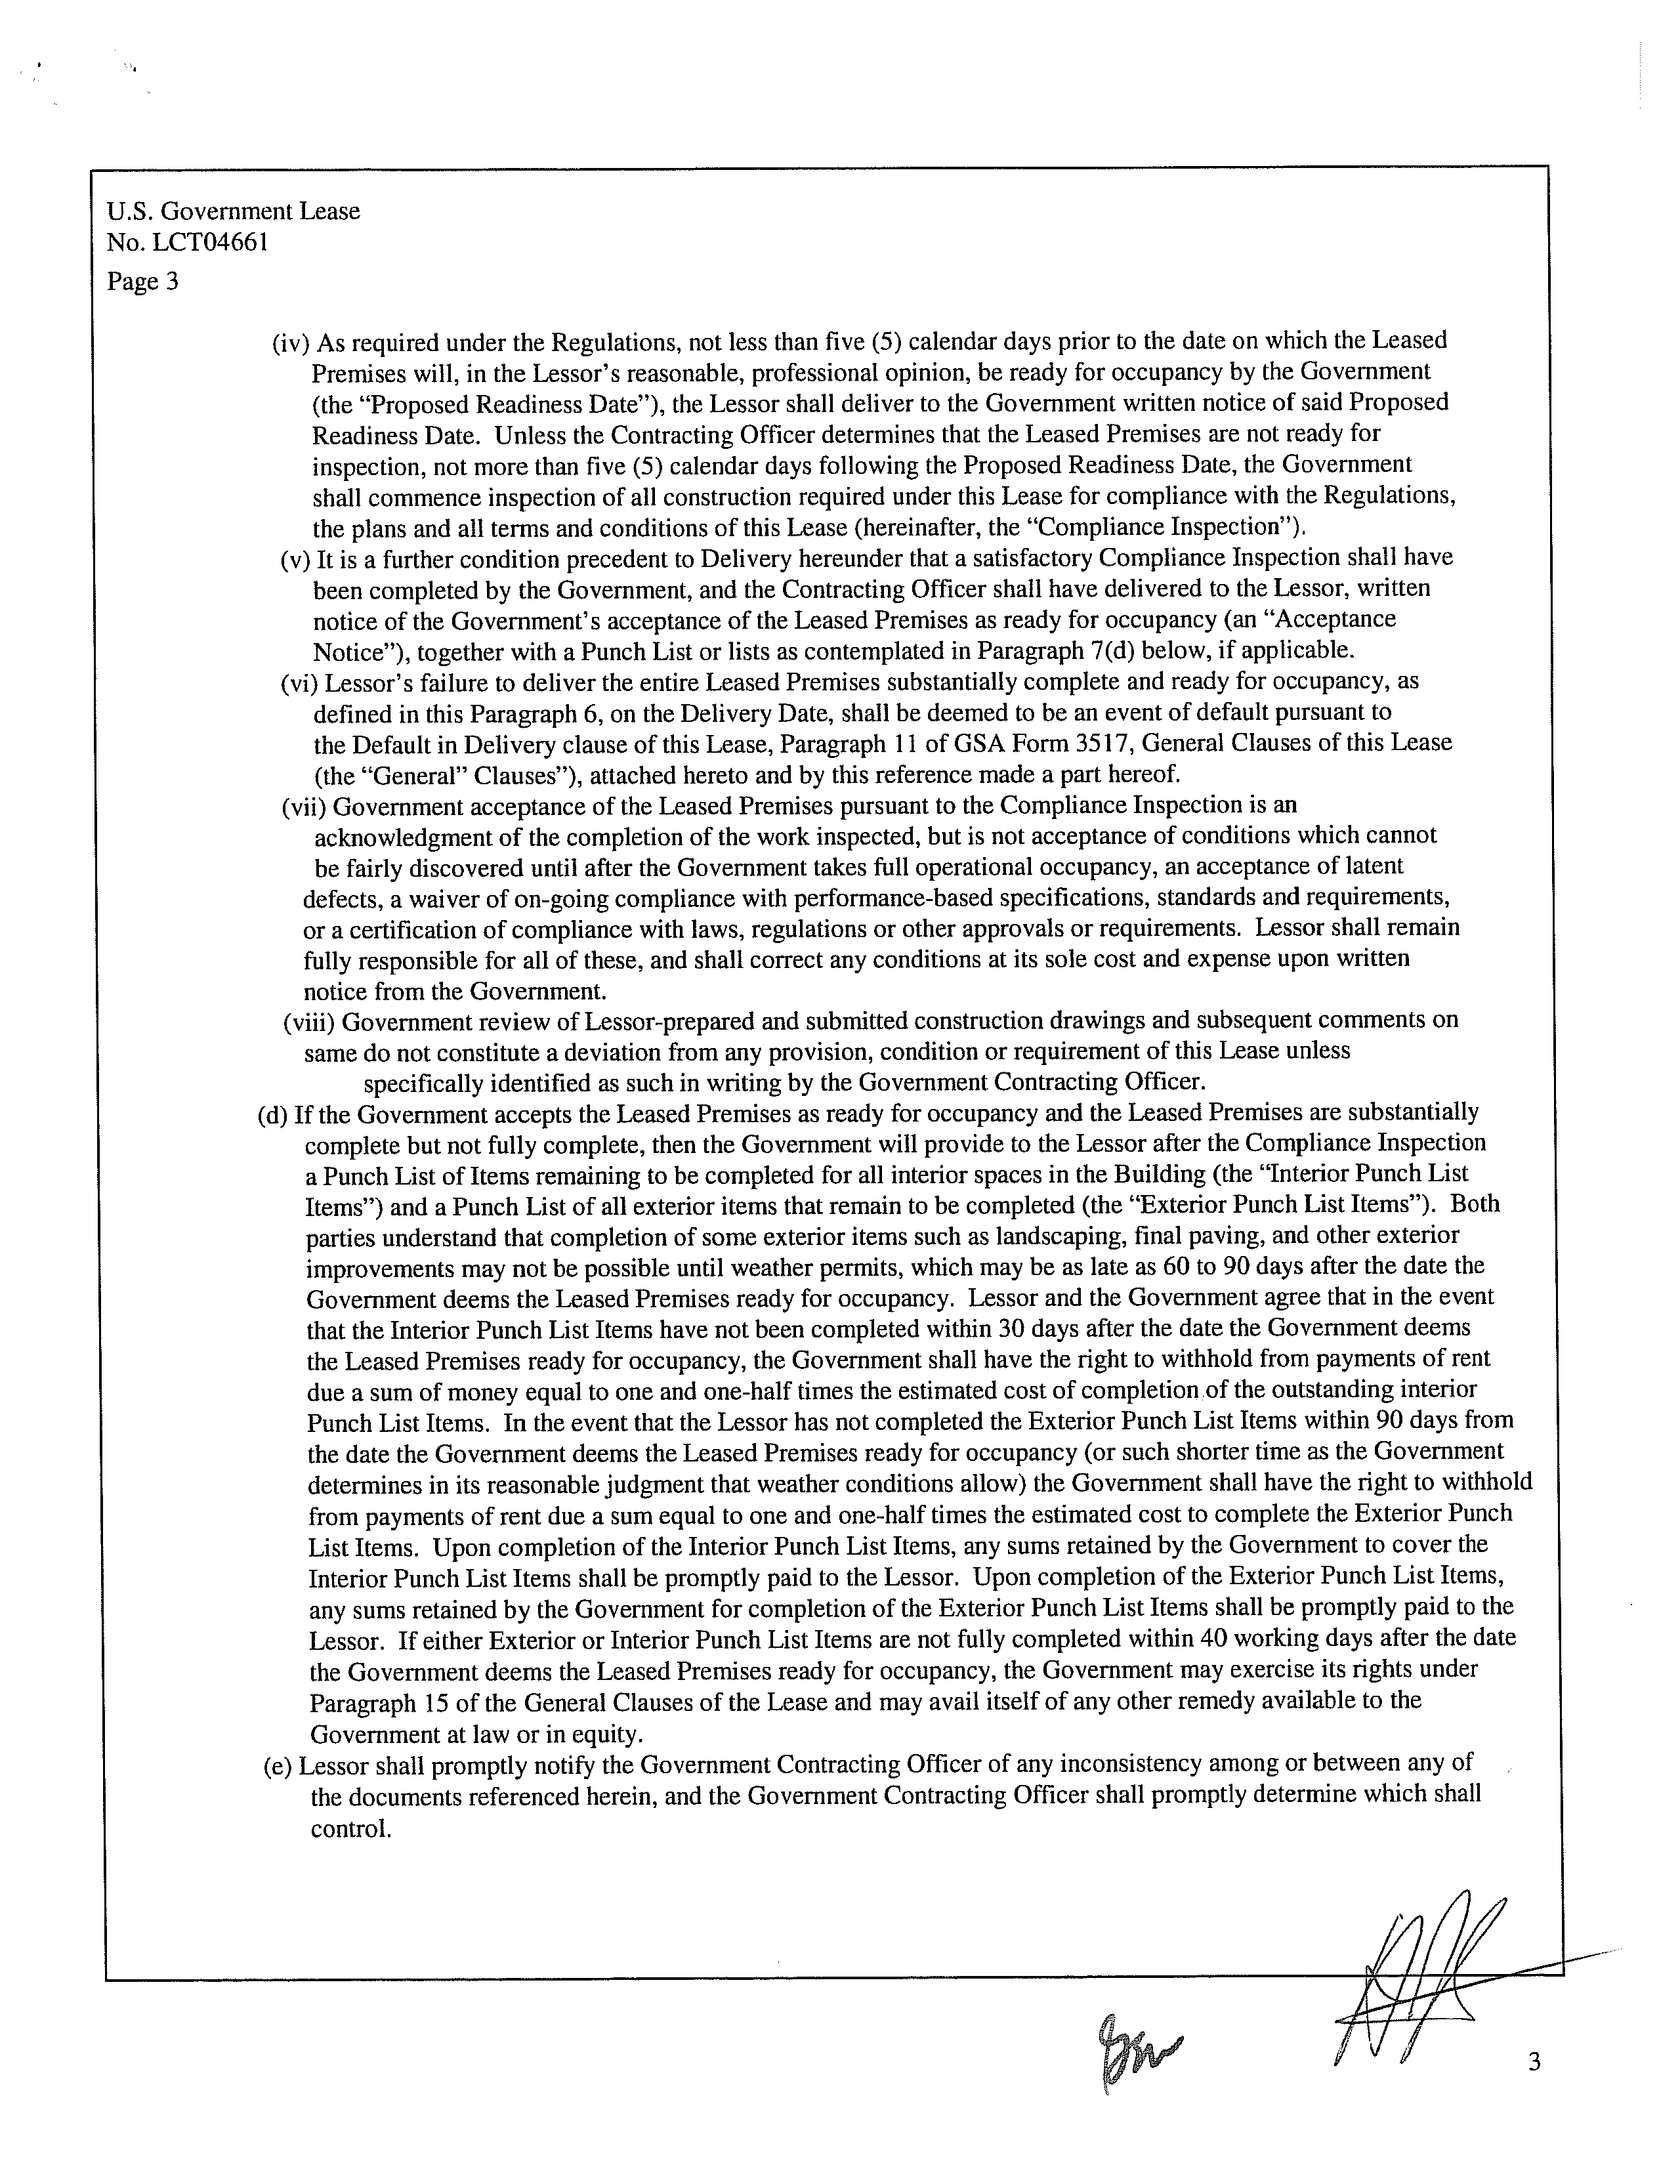 U.S. Government Lease
No. LCT04661
Page 3
(iv) As required under the Regulations, not less than five (5) calendar days prior to the date on which the Leased
Premises will, in the Lessor’s reasonable, professional opinion, be ready for occupancy by the Government
(the “Proposed Readiness Date”), the Lessor shall deliver to the Government written notice of said Proposed
Readiness Date. Unless the Contracting Officer determines that the Leased Premises are not ready for
inspection, not more than five (5) calendar days following the Proposed Readiness Date, the Government
shall commence inspection of all construction required under this Lease for compliance with the Regulations,
the plans and all terms and conditions of this Lease (hereinafter, the “Compliance Inspection”).
(v) It is a further condition precedent to Delivery hereunder that a satisfactory Compliance Inspection shall have
been completed by the Government, and the Contracting Officer shall have delivered to the Lessor, written
notice of the Government’s acceptance of the Leased Premises as ready for occupancy (an “Acceptance
Notice”), together with a Punch List or lists as contemplated in Paragraph 7(d) below, if applicable.
(vi) Lessor’s failure to deliver the entire Leased Premises substantially complete and ready for occupancy, as
defined in this Paragraph 6, on the Delivery Date, shall be deemed to be an event of default pursuant to
the Default in Delivery clause of this Lease, Paragraph 11 of GSA Form 3517, General Clauses of this Lease
(the “General” Clauses”), attached hereto and by this reference made a part hereof.
(vii) Government acceptance of the Leased Premises pursuant to the Compliance Inspection is an
acknowledgment of the completion of the work inspected, but is not acceptance of conditions which cannot
be fairly discovered until after the Government takes full operational occupancy, an acceptance of latent
defects, a waiver of on-going compliance with performance-based specifications, standards and requirements,
or a certification of compliance with laws, regulations or other approvals or requirements. Lessor shall remain
fully responsible for all of these, and shall correct any conditions at its sole cost and expense upon written
notice from the Government.
(viii) Government review of Lessor-prepared and submitted construction drawings and subsequent comments on
same do not constitute a deviation from any provision, condition or requirement of this Lease unless
specifically identified as such in writing by the Government Contracting Officer.
(d) If the Government accepts the Leased Premises as ready for occupancy and the Leased Premises are substantially
complete but not fully complete, then the Government will provide to the Lessor after the Compliance Inspection
a Punch List of Items remaining to be completed for all interior spaces in the Building (the “Interior Punch List
Items”) and a Punch List of all exterior items that remain to be completed (the “Exterior Punch List Items”). Both
parties understand that completion of some exterior items such as landscaping, final paving, and other exterior
improvements may not be possible until weather permits, which may be as late as 60 to 90 days after the date the
Government deems the Leased Premises ready for occupancy. Lessor and the Government agree that in the event
that the Interior Punch List Items have not been completed within 30 days after the date the Government deems
the Leased Premises ready for occupancy, the Government shall have the right to withhold from payments of rent
due a sum of money equal to one and one-half times the estimated cost of completion of the outstanding interior
Punch List Items. In the event that the Lessor has not completed the Exterior Punch List Items within 90 days from
the date the Government deems the Leased Premises ready for occupancy (or such shorter time as the Government
determines in its reasonable judgment that weather conditions allow) the Government shall have the right to withhold
from payments of rent due a sum equal to one and one-half times the estimated cost to complete the Exterior Punch
List Items. Upon completion of the Interior Punch List Items, any sums retained by the Government to cover the
Interior Punch List Items shall be promptly paid to the Lessor. Upon completion of the Exterior Punch List Items,
any sums retained by the Government for completion of the Exterior Punch List Items shall be promptly paid to the
Lessor. If either Exterior or Interior Punch List Items are not fully completed within 40 working days after the date
the Government deems the Leased Premises ready for occupancy, the Government may exercise its rights under
Paragraph 15 of the General Clauses of the Lease and may avail itself of any other remedy available to the
Government at law or in equity.
(e) Lessor shall promptly notify the Government Contracting Officer of any inconsistency among or between any of
the documents referenced herein, and the Government Contracting Officer shall promptly determine which shall
control.
3